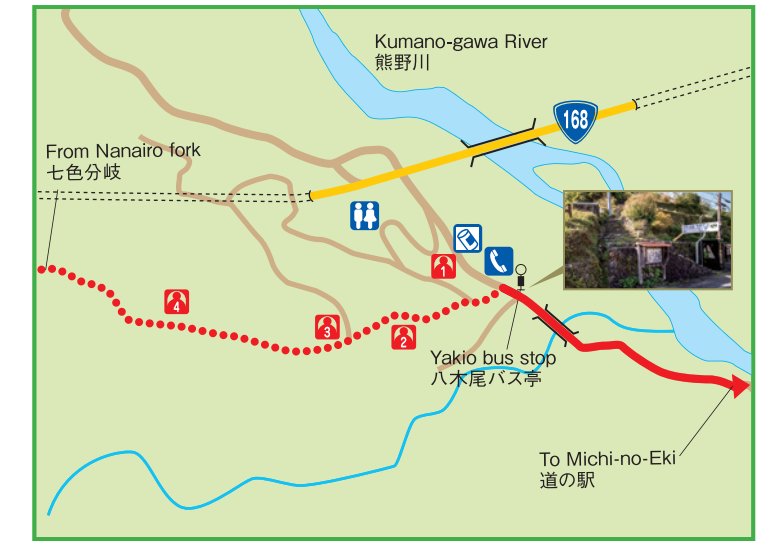 Kumano-gawa River
熊野川
168
From Nanairo fork
七色分岐
1
4
3
2
Yakio bus stop
八木尾バス亭
To Michi-no-Eki
道の駅